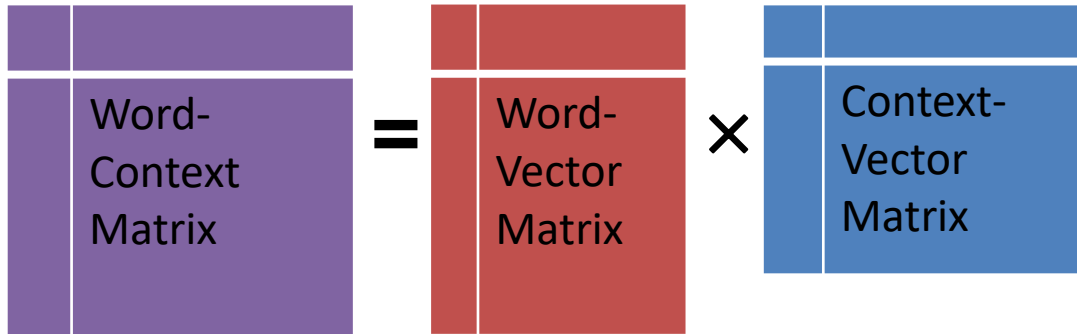 Word-
Context
Matrix
=
Word-
Vector
Matrix
×
Context-
Vector
Matrix